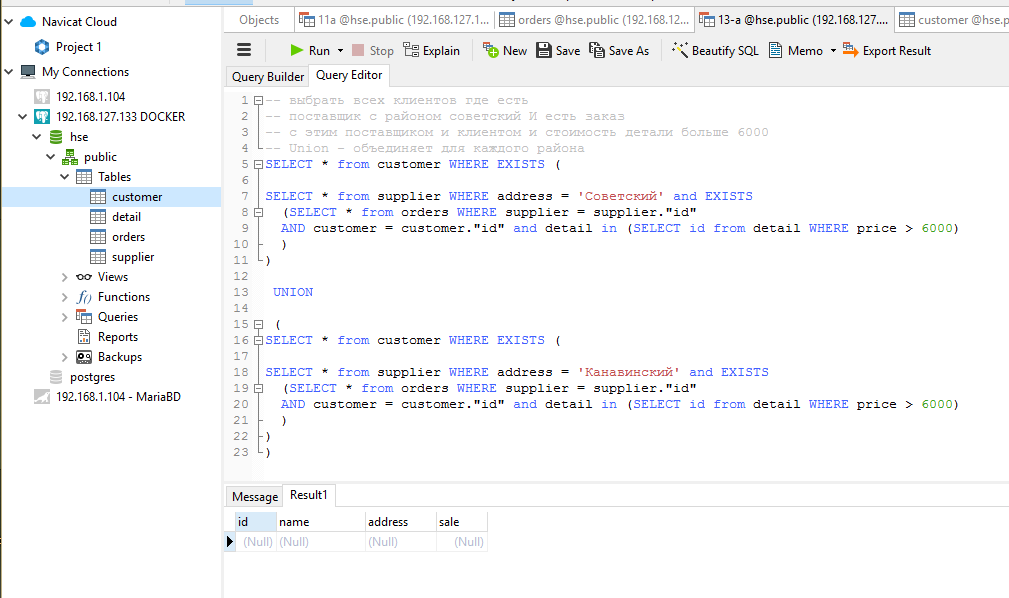 Navicat Cloud
Project 1
My Connections
192.168.1.104
192.168.127.133 DOCKER
hse
public
Tables
customer
detail
orders
supplier
Views
Functions
Queries
Reports
Backups
postgres
192.168.1.104 - MariaBD
Objects 11a @hse.public (192.168.127.1... orders @hse.public (192.168.12... 13-a @hse.public (192.168.127.... customer @hse.p
Run Stop Explain New Save Save As Beautify SQL Memo Export Result
Query Builder Query Editor
1 -- выбрать всех клиентов где есть
2 -- поставщик с районом советский И есть заказ
3 -- с этим поставщиком и клиентом и стоимость детали больше 6000
4 -- Union - объединяет для каждого района
5 SELECT * from customer WHERE EXISTS (
6
7 SELECT * from supplier WHERE address = 'Советский' and EXISTS
8 (SELECT * from orders WHERE supplier = supplier."id"
9 AND customer = customer."id" and detail in (SELECT id from detail WHERE price > 6000)
10 )
11 )
12
13 UNION
14
15 (
16 SELECT * from customer WHERE EXISTS (
17
18 SELECT * from supplier WHERE address = 'Канавинский' and EXISTS
19 (SELECT * from orders WHERE supplier = supplier."id"
20 AND customer = customer."id" and detail in (SELECT id from detail WHERE price > 6000)
21 )
22 )
23 )
Message Result1
id name address sale
(Null) (Null) (Null) (Null)